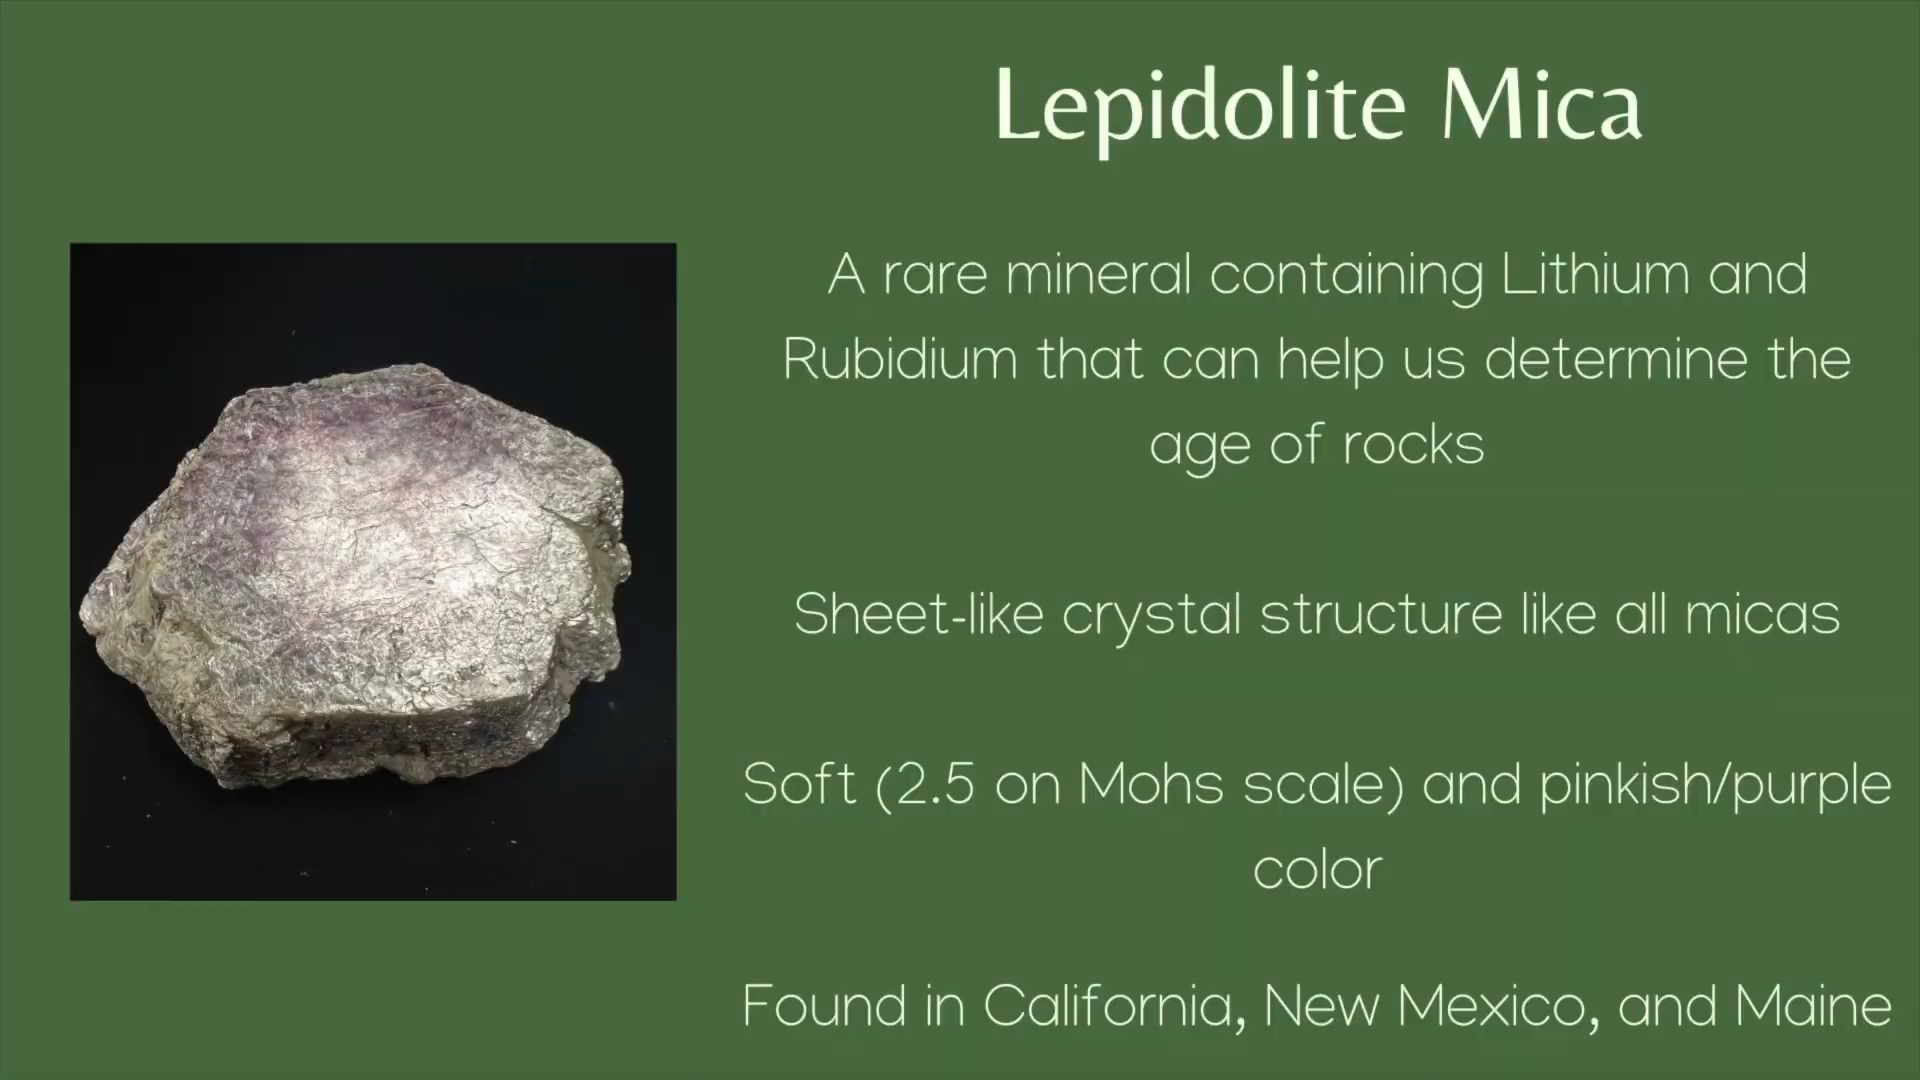 Lepidolite Mica
A rare mineral containing Lithium and
Rubidium that can help us determine the
age of rocks
Sheet-like crystal structure like all micas
Soft (2.5 on Mohs scale) and pinkish/purple
color
Found in California, New Mexico, and Maine